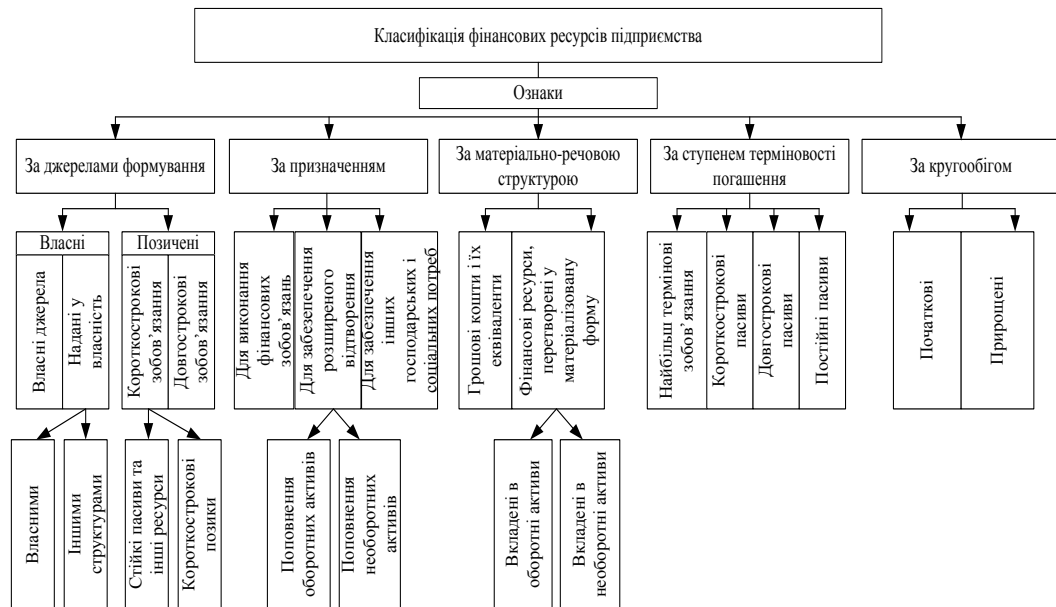 Класифікація фінансових ресурсів підприємства
Ознаки
За джерелами формування
За призначенням
За матеріально-речовою
структурою
За ступенем терміновості
погашення
За кругообігом
Власні
Позичені
Власні джерела
Надані у
власність
Короткострокові
зобов’язання
Довгострокові
зобов’язання
Для виконання
фінансових
зобов’язань
Для забезепечення
розширеного
відтворення
Для забезпечення
інших
господарських і
соціальних потреб
Грошові кошти і їх
еквіваленти
Фінансові ресурси,
перетворені у
матеріалізовану
форму
Найбільш термінові
зобов’язання
Короткострокові
пасиви
Довгострокові
пасиви
Постійні пасиви
Початкові
Прирощені
Власними
Іншими
структурами
Стійкі пасиви та
інші ресурси
Короткострокові
позики
Поповнення
оборотних активів
Поповнення
необоротних
активів
Вкладені в
оборотні активи
Вкладені в
необоротні активи